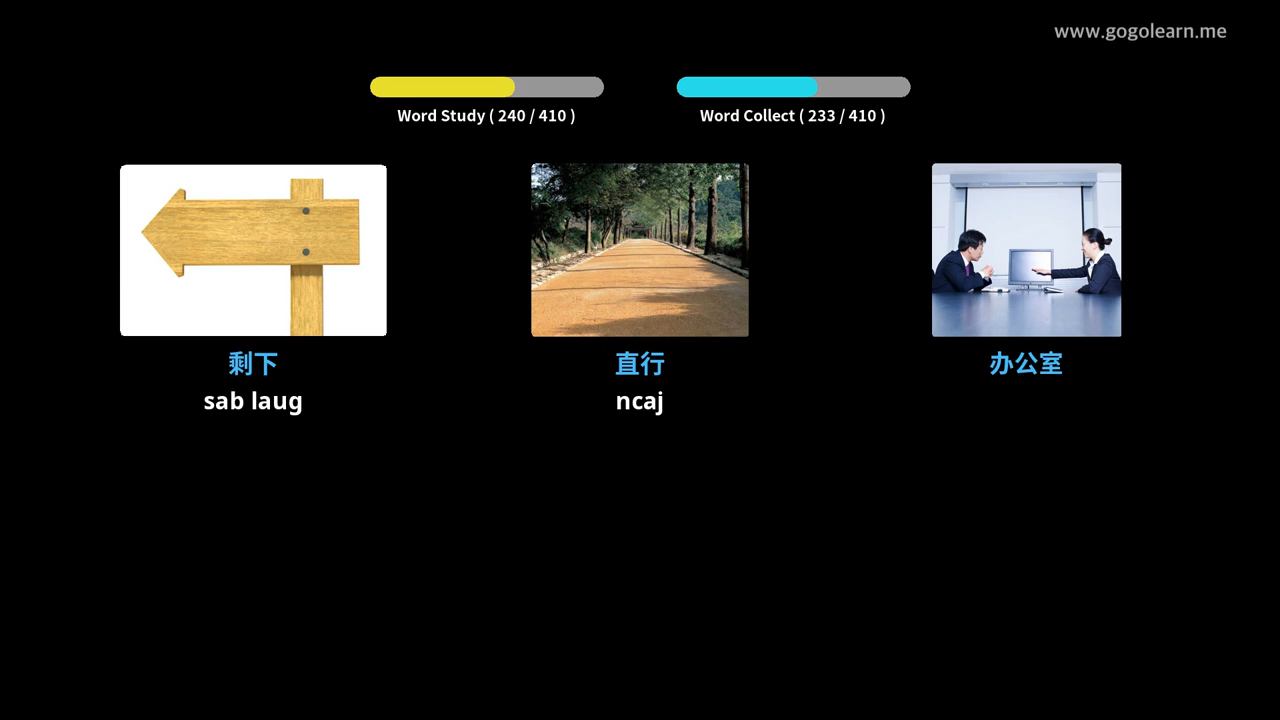 www.gogolearn.me
Word Study ( 240 / 410 )
Word Collect ( 233 / 410 )
剩下
直行
办公室
sab laug
ncaj